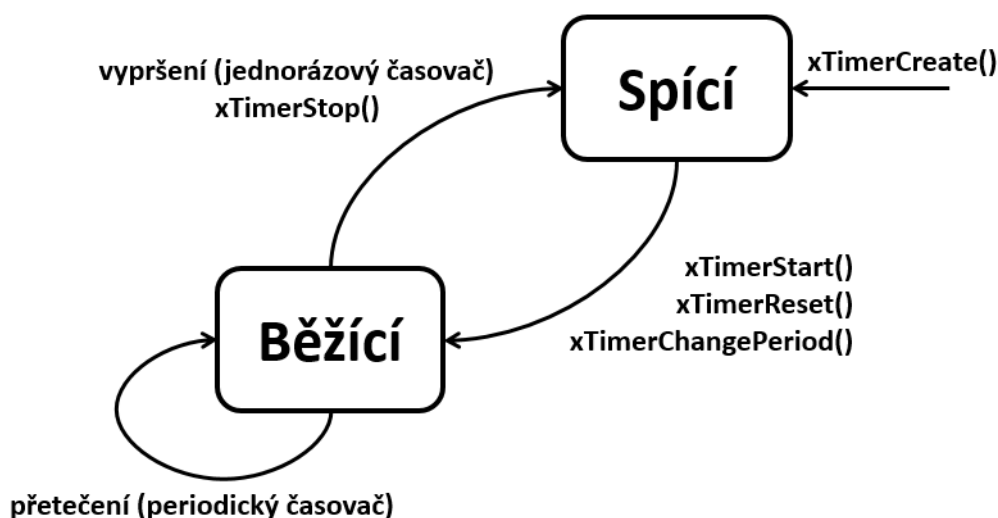 vypršení (jednorázový časovač)
xTimerStop()
Spící
xTimerCreate()
xTimerStart()
xTimerReset()
xTimerChangePeriod()
Běžící
přetečení (periodický časovač)